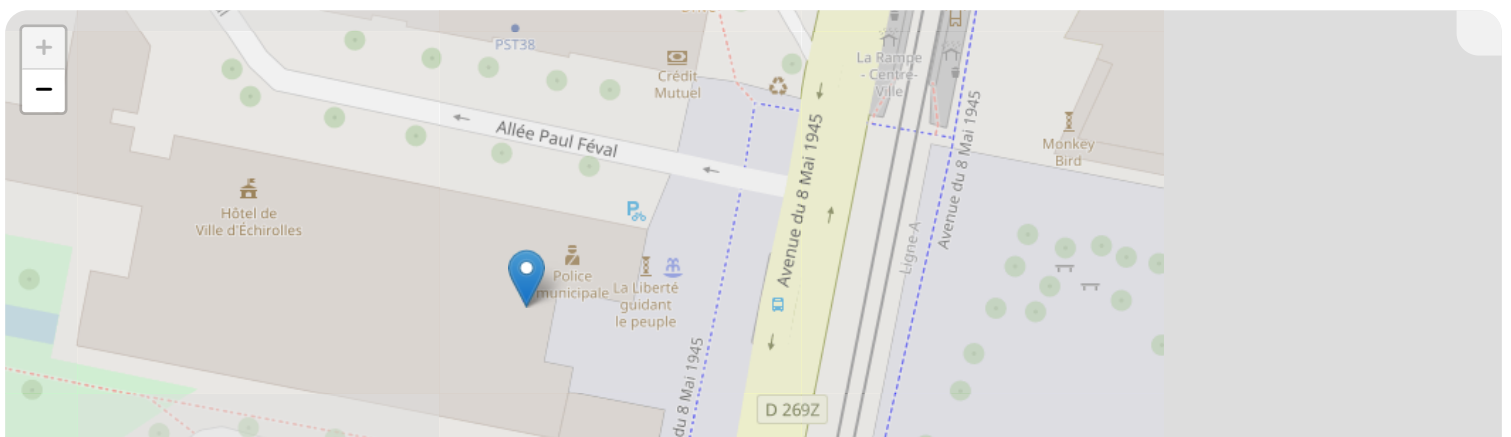 +
−
PST38
Crédit
Mutuel
La Rampe
- Centre-
Ville
Monkey
Bird
Allée Paul Féval
Avenue du 8 Mai 1945
Avenue du 8 Mai 1945
Hôtel de
Ville d'Échirolles
Police
municipale
La Liberté
guidant
le peuple
Ligne A
du 8 Mai 1945
D 269Z